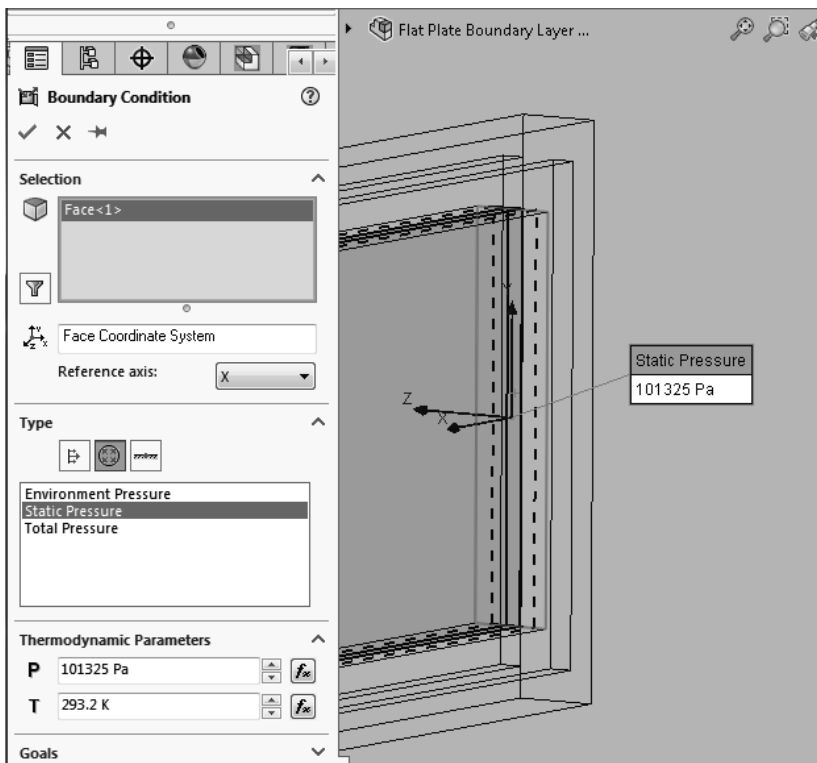 Flat Plate Boundary Layer ...
Boundary Condition
Selection
Face<1>
Face Coordinate System
Reference axis:
X
Type
Environment Pressure
Static Pressure
Total Pressure
Thermodynamic Parameters
P
101325 Pa
T
293.2 K
Goals
Y
Z
X
Static Pressure
101325 Pa